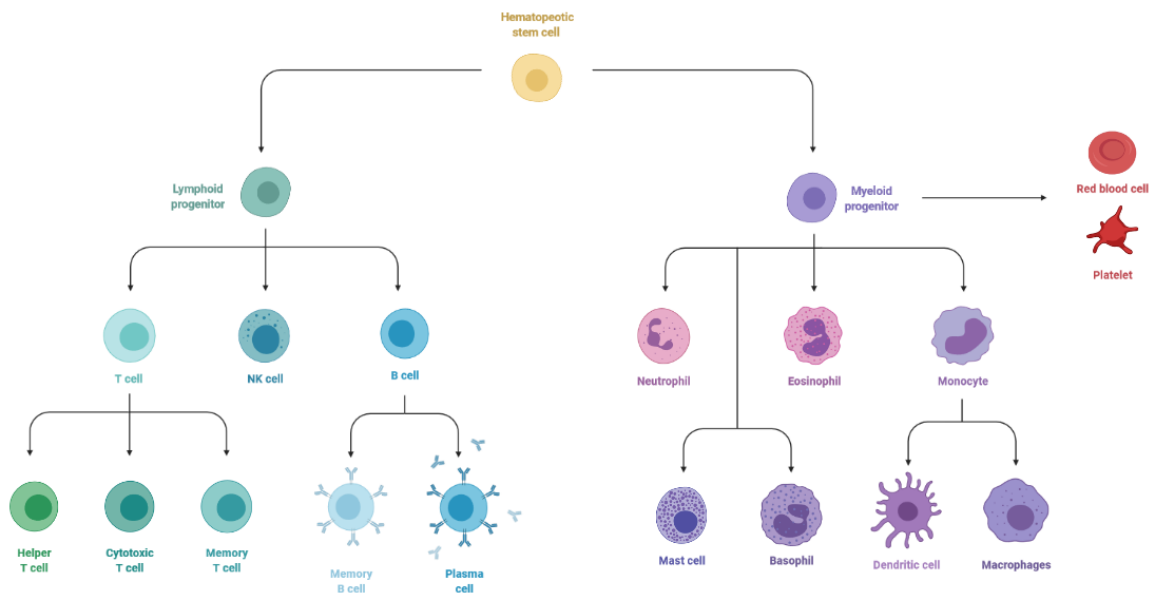 Hematopeotic
stem cell
Lymphoid
progenitor
Myeloid
progenitor
Red blood cell
Platelet
T cell
NK cell
B cell
Neutrophil
Eosinophil
Monocyte
Helper
T cell
Cytotoxic
T cell
Memory
T cell
Memory
B cell
Plasma
cell
Mast cell
Basophil
Dendritic cell
Macrophages